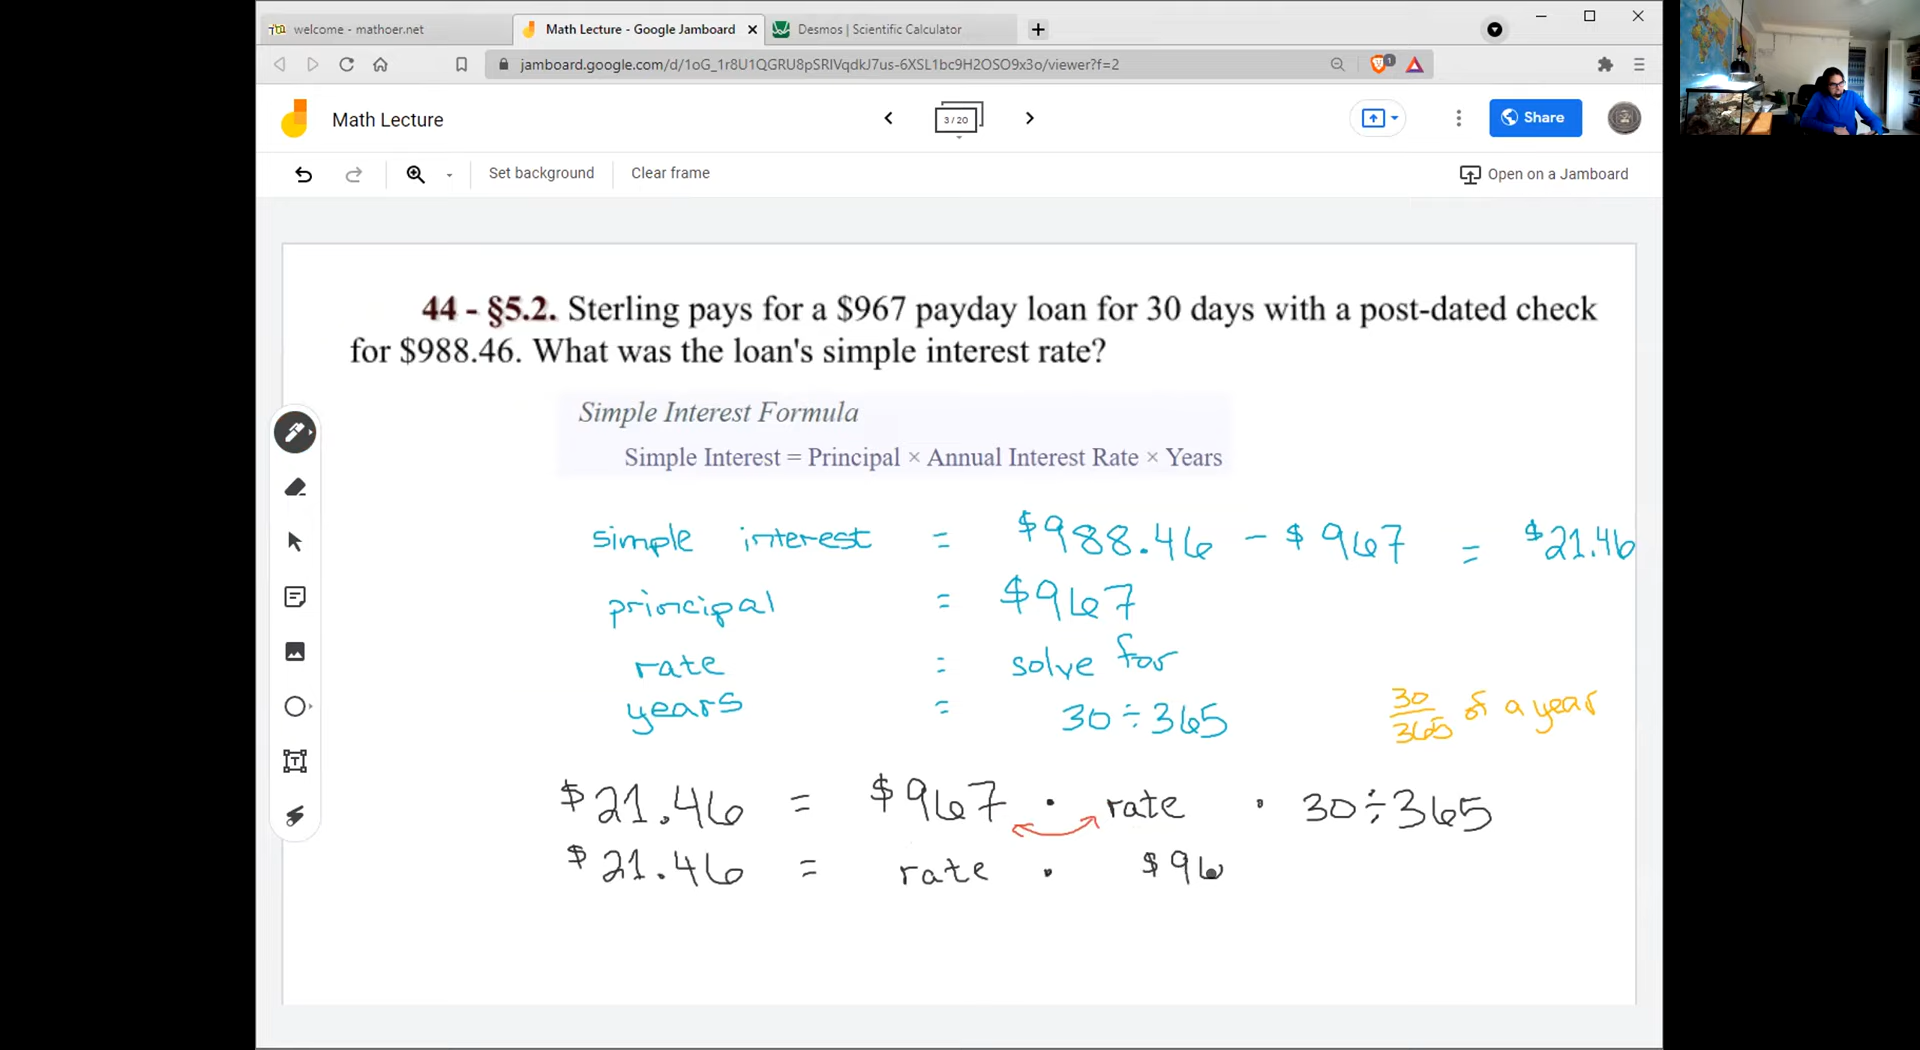 welcome - mathoer.net
Math Lecture - Google Jamboard
Desmos | Scientific Calculator
jamboard.google.com/d/1oG_1r8U1QGRU8pSRIVqdkJ7us-6XSL1bc9H2OSO9x3o/viewer?f=2
1
Math Lecture
3 / 20
Share
Set background
Clear frame
Open on a Jamboard
44 - §5.2. Sterling pays for a $967 payday loan for 30 days with a post-dated check
for $988.46. What was the loan's simple interest rate?
Simple Interest Formula
Simple Interest = Principal × Annual Interest Rate × Years
simple interest = $988.46 - $967 = $21.46
principal = $967
rate = solve for
years = 30÷365
30/365 of a year
$21.46 = $967 · rate · 30÷365
$21.46 = rate · $96